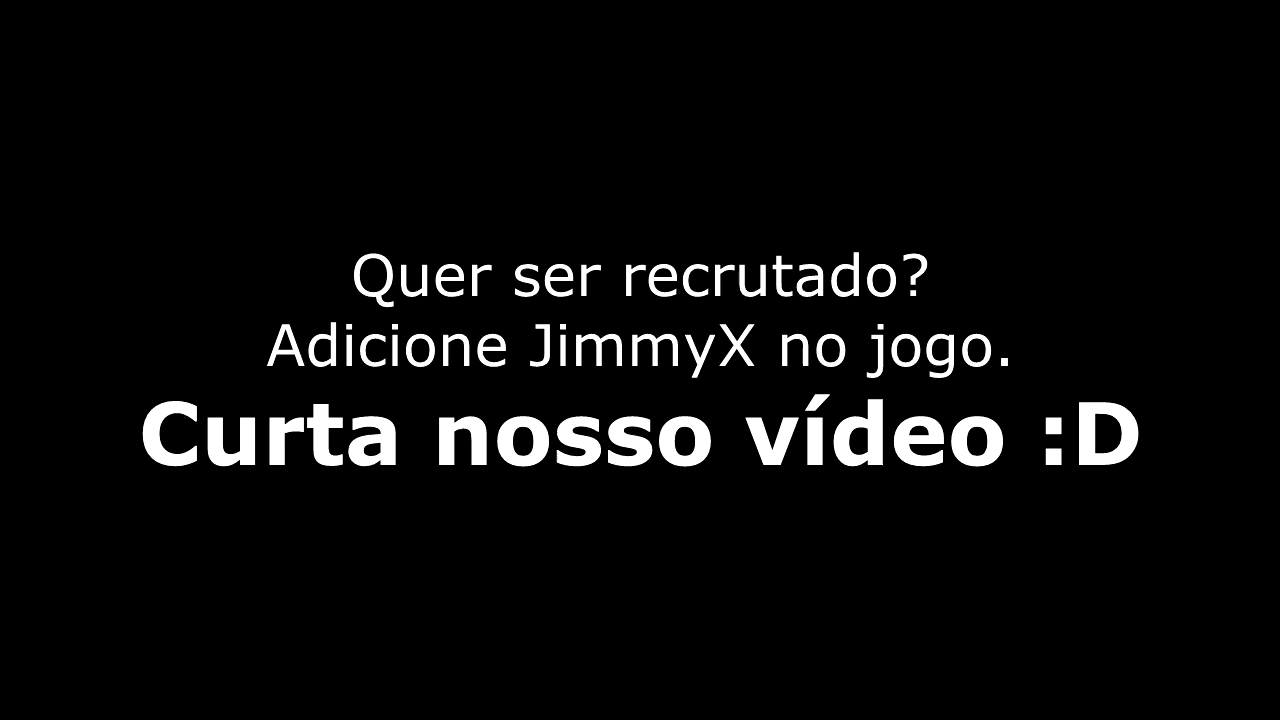 Quer ser recrutado?
Adicione JimmyX no jogo.
Curta nosso vídeo :D